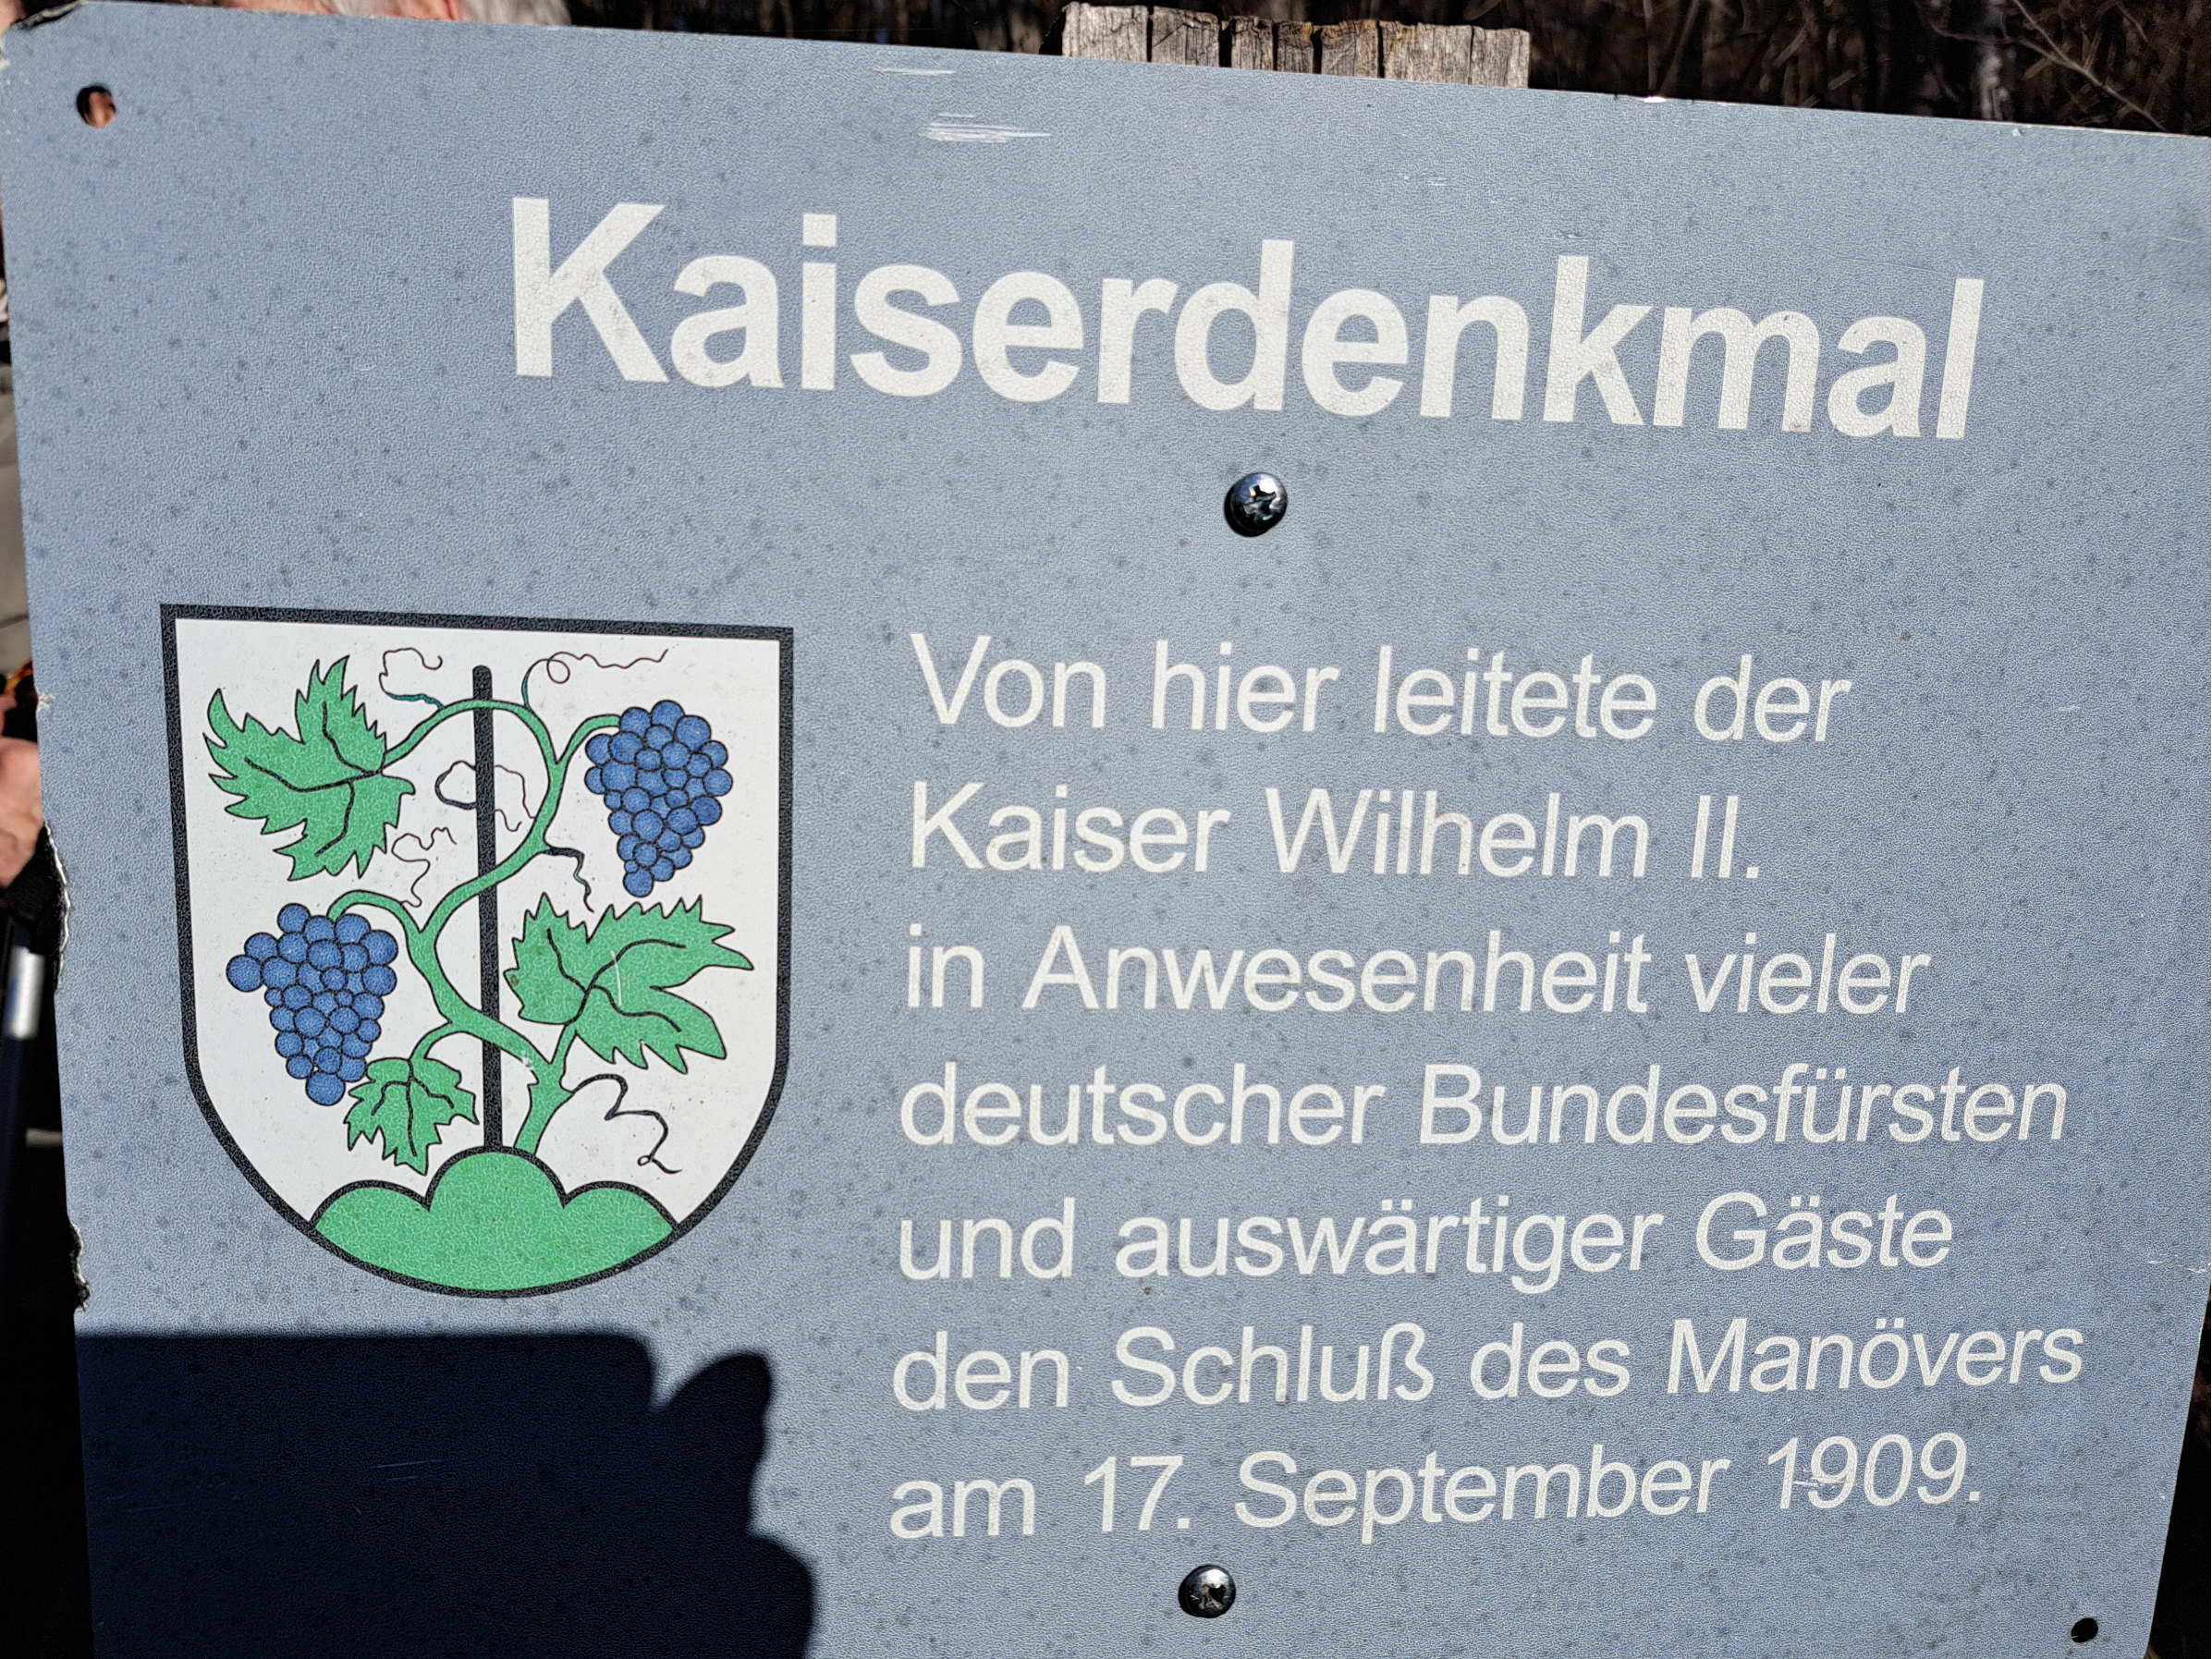 Kaiserdenkmal
Von hier leitete der
Kaiser Wilhelm II.
in Anwesenheit vieler
deutscher Bundesfürsten
und auswärtiger Gäste
den Schluß des Manövers
am 17. September 1909.